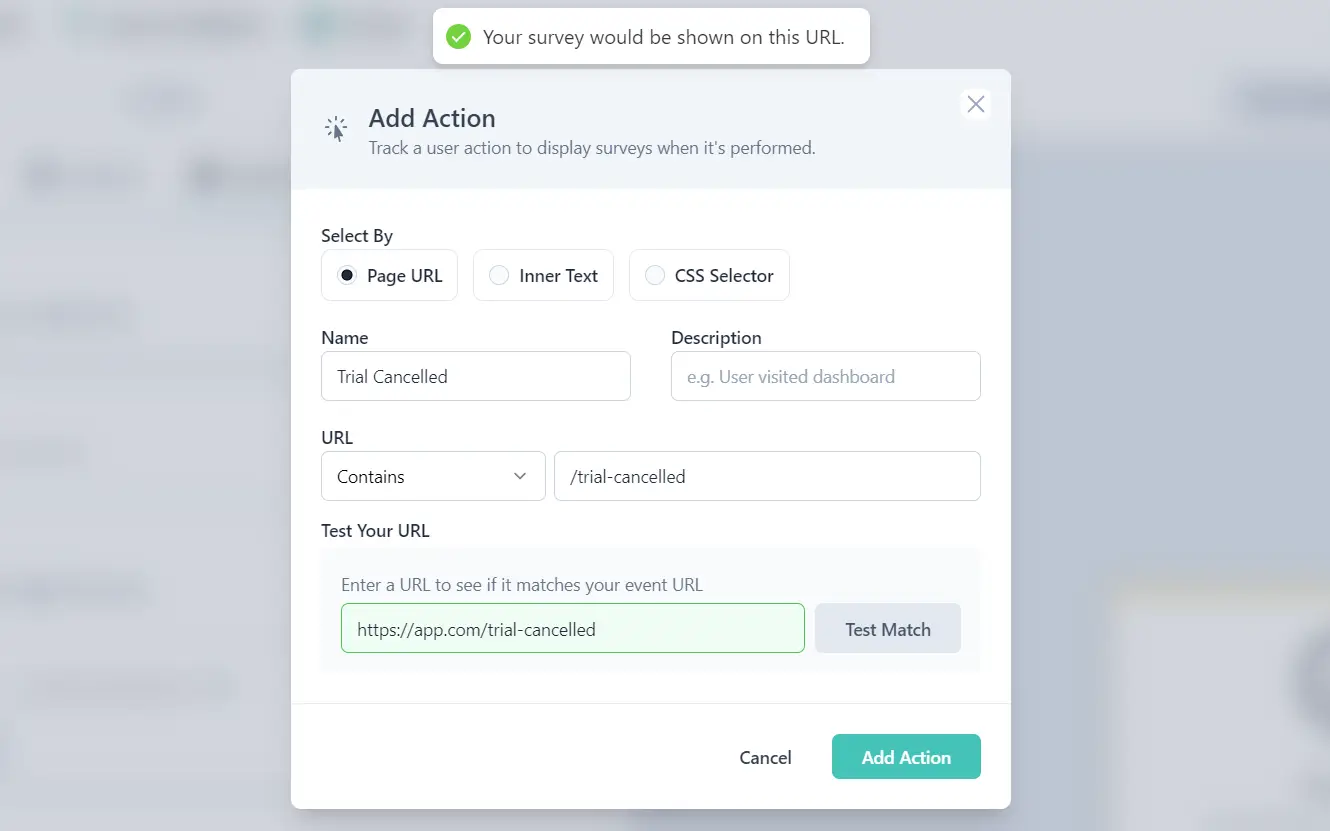 Your survey would be shown on this URL.
Add Action
Track a user action to display surveys when it's performed.
Select By
Page URL
Inner Text
CSS Selector
Name
Description
Trial Cancelled
e.g. User visited dashboard
URL
Contains
/trial-cancelled
Test Your URL
Enter a URL to see if it matches your event URL
https://app.com/trial-cancelled
Test Match
Cancel
Add Action